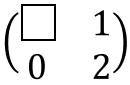 ( □ 1 )
( 0 2 )